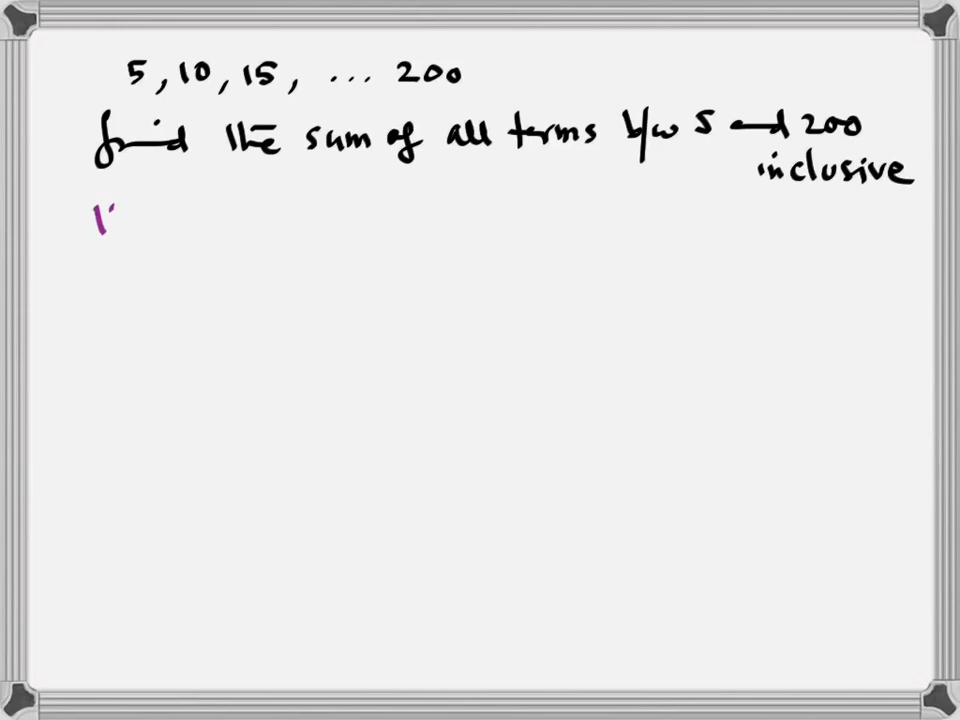 5, 10, 15, ... 200
find the sum of all terms b/w 5 and 200
inclusive